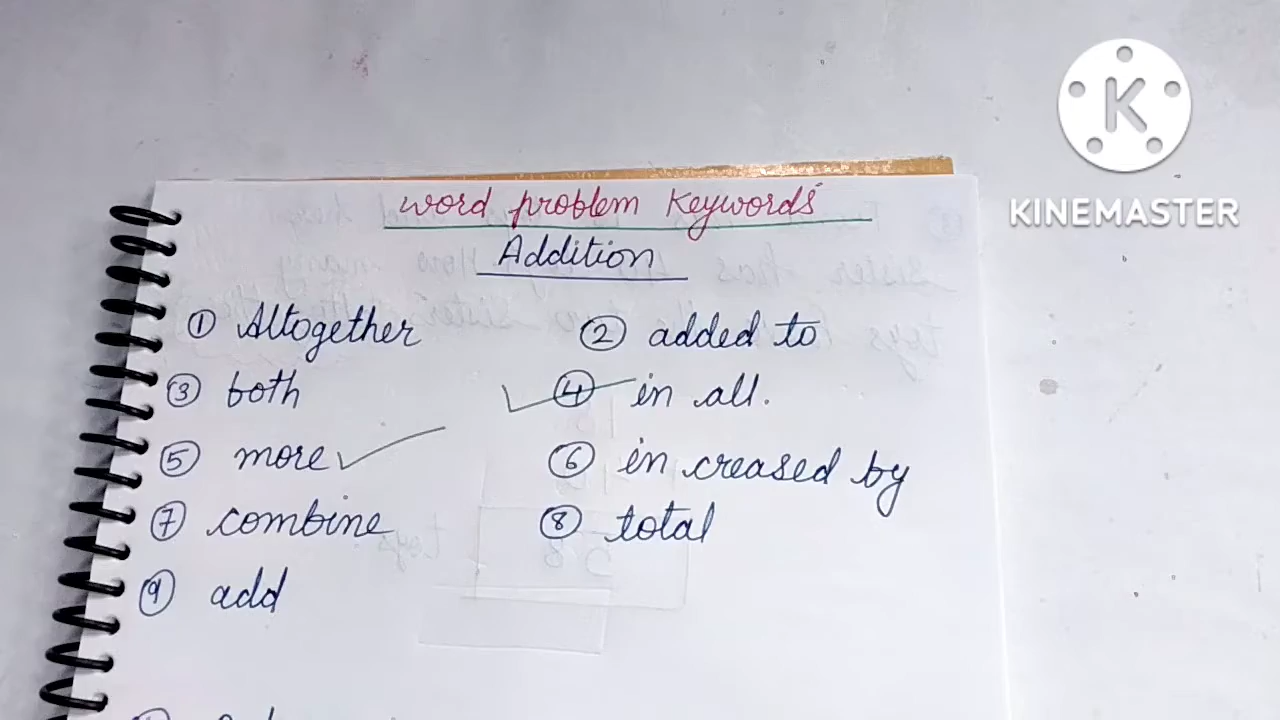 K
KINEMASTER
word problem Keywords
Addition
① Altogether ② added to
③ both ④ in all.
⑤ more ⑥ in creased by
⑦ combine ⑧ total
⑨ add